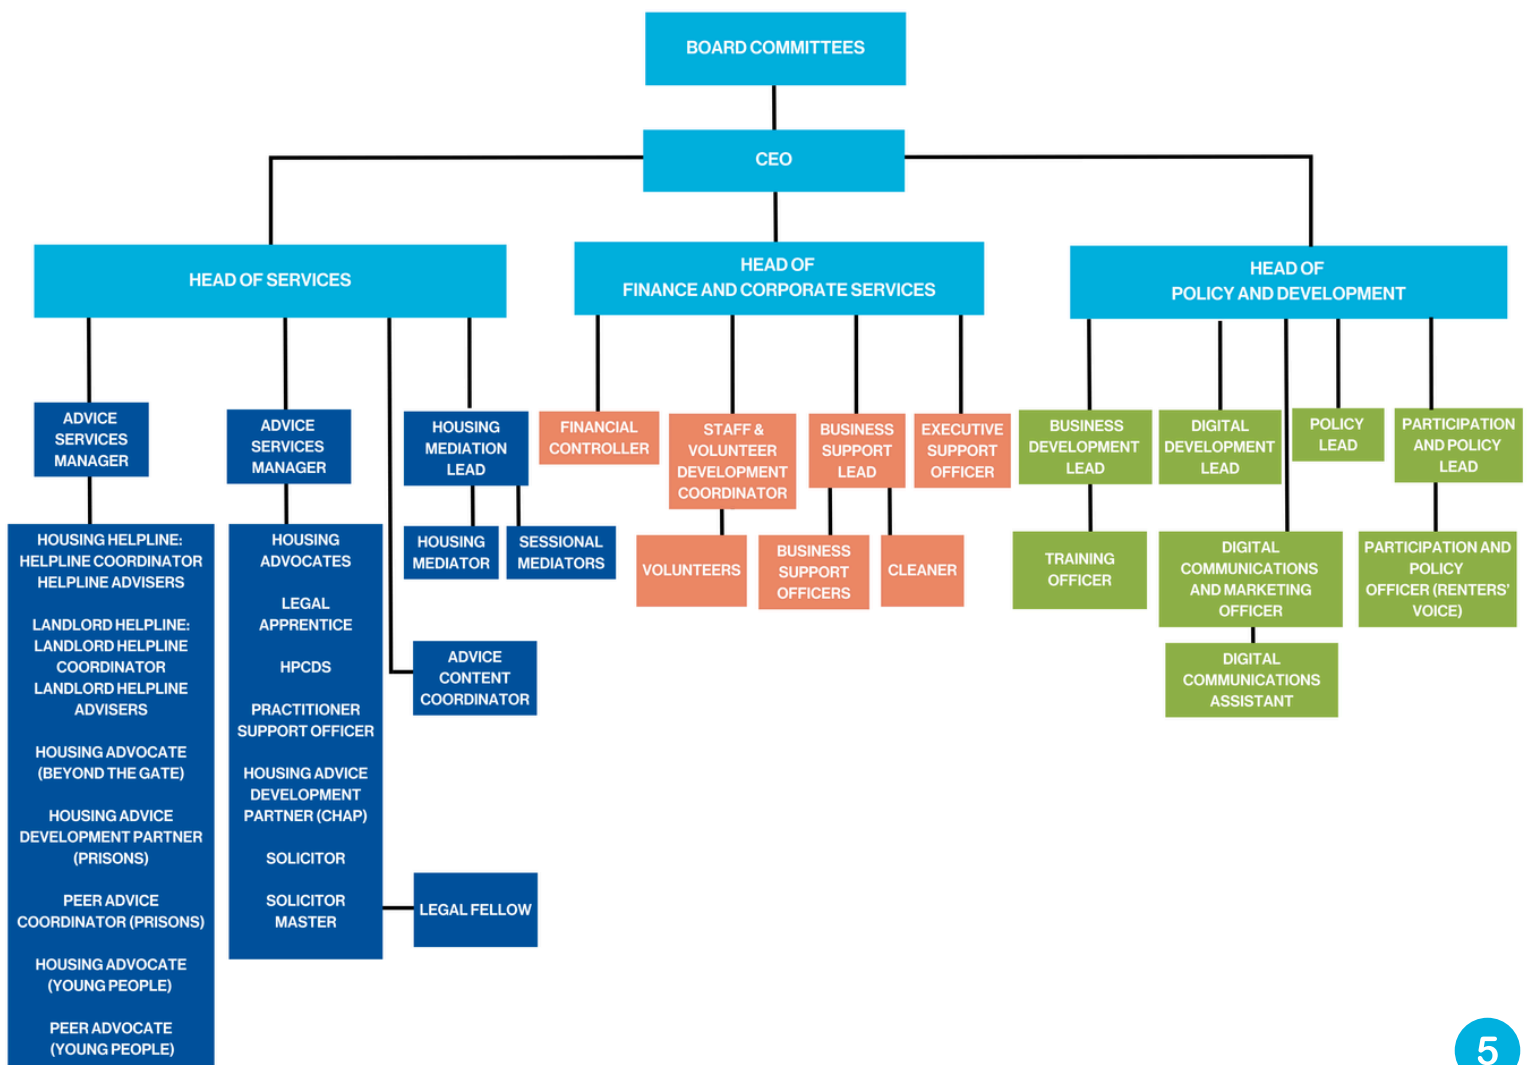 BOARD COMMITTEES
CEO
HEAD OF SERVICES
HEAD OF
FINANCE AND CORPORATE SERVICES
HEAD OF
POLICY AND DEVELOPMENT
ADVICE
SERVICES
MANAGER
ADVICE
SERVICES
MANAGER
HOUSING
MEDIATION
LEAD
FINANCIAL
CONTROLLER
STAFF &
VOLUNTEER
DEVELOPMENT
COORDINATOR
BUSINESS
SUPPORT
LEAD
EXECUTIVE
SUPPORT
OFFICER
BUSINESS
DEVELOPMENT
LEAD
DIGITAL
DEVELOPMENT
LEAD
POLICY
LEAD
PARTICIPATION
AND POLICY
LEAD
HOUSING HELPLINE:
HELPLINE COORDINATOR
HELPLINE ADVISERS
LANDLORD HELPLINE:
LANDLORD HELPLINE
COORDINATOR
LANDLORD HELPLINE
ADVISERS
HOUSING ADVOCATE
(BEYOND THE GATE)
HOUSING ADVICE
DEVELOPMENT PARTNER
(PRISONS)
PEER ADVICE
COORDINATOR (PRISONS)
HOUSING ADVOCATE
(YOUNG PEOPLE)
PEER ADVOCATE
(YOUNG PEOPLE)
HOUSING
ADVOCATES
LEGAL
APPRENTICE
HPCDS
PRACTITIONER
SUPPORT OFFICER
HOUSING ADVICE
DEVELOPMENT
PARTNER (CHAP)
SOLICITOR
SOLICITOR
MASTER
HOUSING
MEDIATOR
SESSIONAL
MEDIATORS
ADVICE
CONTENT
COORDINATOR
LEGAL FELLOW
VOLUNTEERS
BUSINESS
SUPPORT
OFFICERS
CLEANER
TRAINING
OFFICER
DIGITAL
COMMUNICATIONS
AND MARKETING
OFFICER
DIGITAL
COMMUNICATIONS
ASSISTANT
PARTICIPATION AND
POLICY
OFFICER (RENTERS'
VOICE)
5